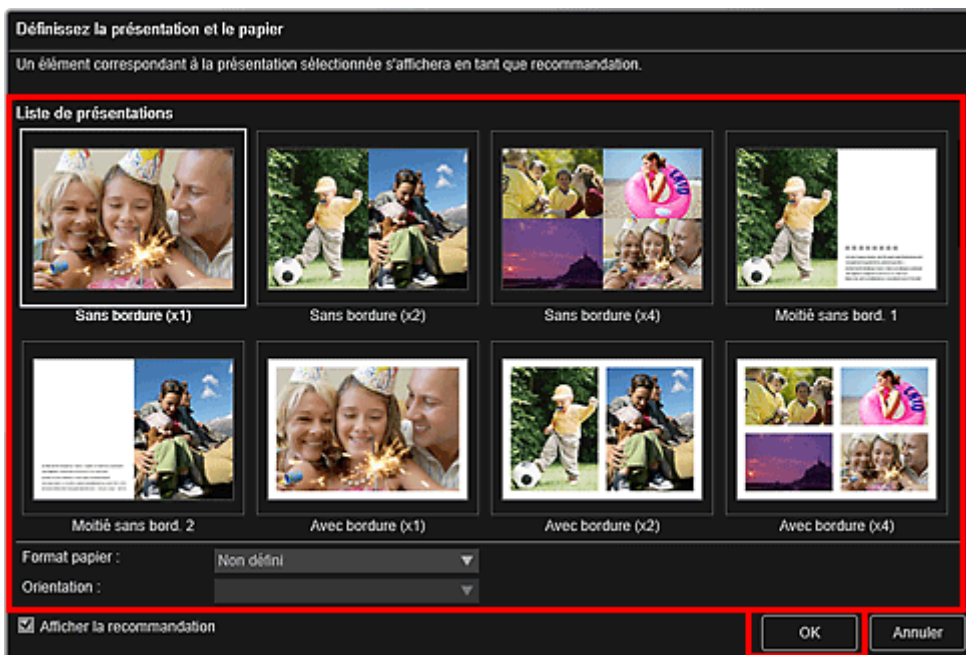 Définissez la présentation et le papier
Un élément correspondant à la présentation sélectionnée s'affichera en tant que recommandation.
Liste de présentations
Sans bordure (x1)
Sans bordure (x2)
Sans bordure (x4)
Moitié sans bord. 1
Moitié sans bord. 2
Avec bordure (x1)
Avec bordure (x2)
Avec bordure (x4)
Format papier :
Non défini
Orientation :
Afficher la recommandation
OK
Annuler